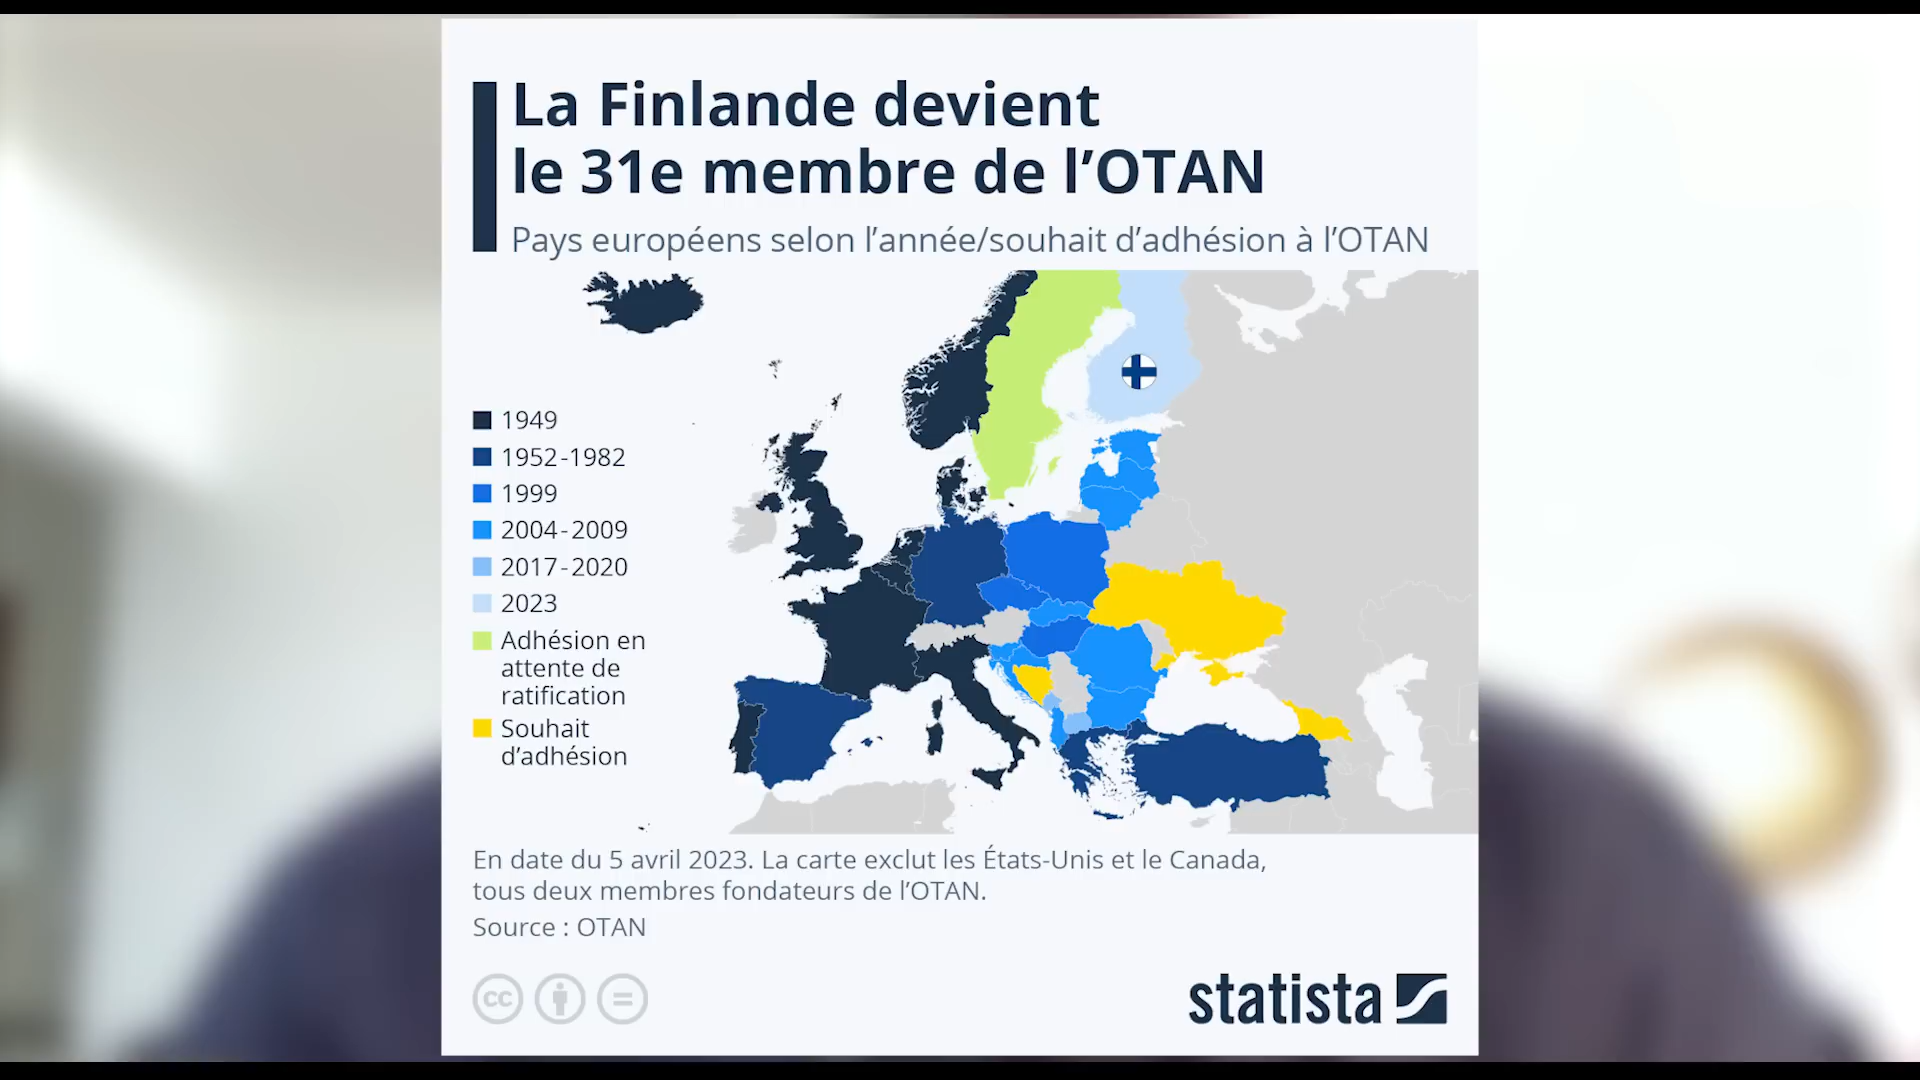 La Finlande devient
le 31e membre de l’OTAN
Pays européens selon l’année/souhait d’adhésion à l’OTAN
1949
1952-1982
1999
2004-2009
2017-2020
2023
Adhésion en
attente de
ratification
Souhait
d’adhésion
En date du 5 avril 2023. La carte exclut les États-Unis et le Canada,
tous deux membres fondateurs de l’OTAN.
Source : OTAN
cc
statista